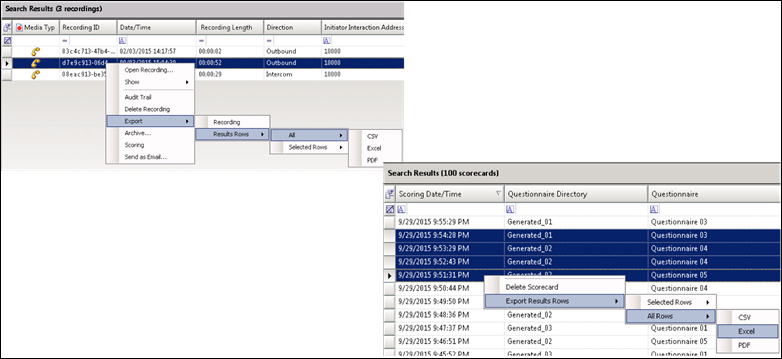 Search Results (3 recordings)
Media Typ Recording ID Date/Time Recording Length Direction Initiator Interaction Address
83c4c713-47b4-... 02/03/2015 14:17:57 00:00:02 Outbound 10000
d7e9c913-06d4 00:00:52 Outbound 10000
08eac913-be35 00:00:29 Intercom 10000
Open Recording...
Show
Audit Trail
Delete Recording
Export Recording
Archive... Results Rows All CSV
Scoring Selected Rows Excel
Send as Email... PDF
Search Results (100 scorecards)
Scoring Date/Time Questionnaire Directory Questionnaire
9/29/2015 9:55:29 PM Generated_01 Questionnaire 03
9/29/2015 9:54:28 PM Generated_01 Questionnaire 03
9/29/2015 9:53:29 PM Generated_02 Questionnaire 04
9/29/2015 9:52:43 PM Generated_02 Questionnaire 04
9/29/2015 9:51:31 PM Questionnaire 05
9/29/2015 9:50:44 PM Delete Scorecard Questionnaire 04
9/29/2015 9:49:50 PM Export Results Rows Selected Rows
9/29/2015 9:48:36 PM Generated_02 All Rows CSV
9/29/2015 9:47:37 PM Generated_03 Questionnaire 01 Excel
9/29/2015 9:46:51 PM Generated_02 Questionnaire 05 PDF
9/29/2015 9:45:52 PM Generated_03 Questionnaire